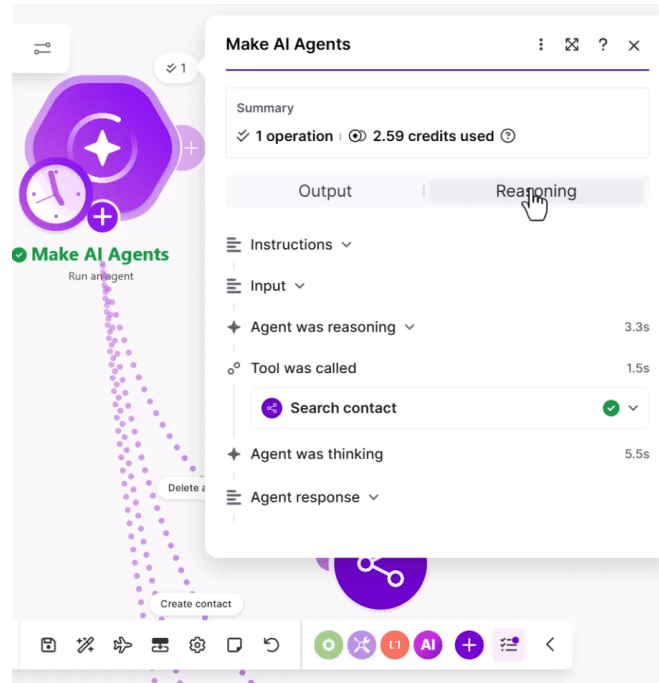 Make AI Agents
?
1
Summary
1 operation
2.59 credits used ?
Output
Reasoning
Instructions
Input
Make AI Agents
Run an agent
Agent was reasoning
3.3s
Tool was called
1.5s
Search contact
Agent was thinking
5.5s
Delete a
Agent response
Create contact
AI